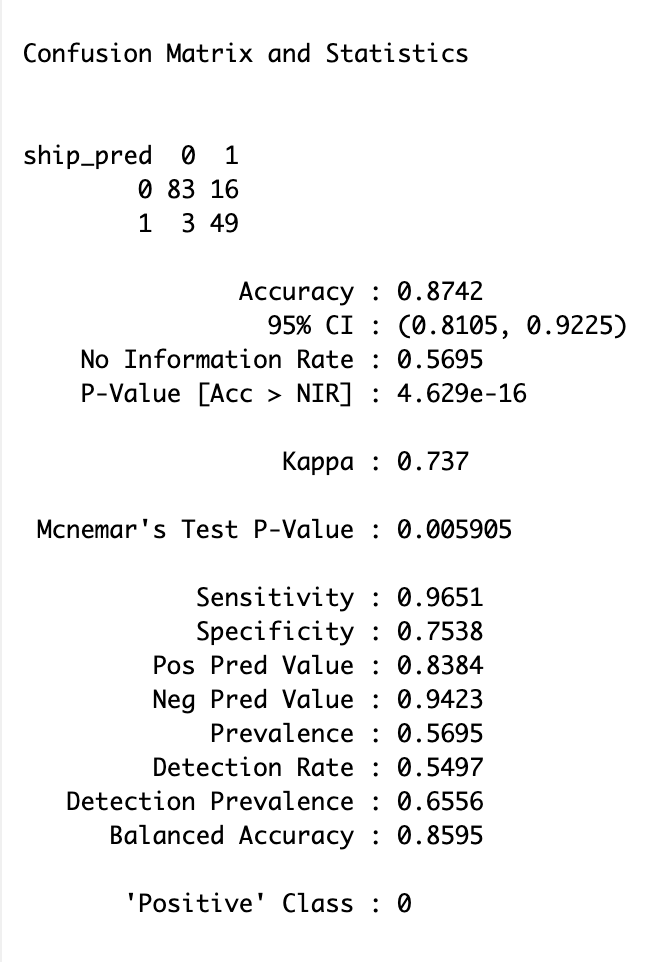 Confusion Matrix and Statistics
ship_pred 0 1
0 83 16
1 3 49
Accuracy : 0.8742
95% CI : (0.8105, 0.9225)
No Information Rate : 0.5695
P-Value [Acc > NIR] : 4.629e-16
Kappa : 0.737
Mcnemar's Test P-Value : 0.005905
Sensitivity : 0.9651
Specificity : 0.7538
Pos Pred Value : 0.8384
Neg Pred Value : 0.9423
Prevalence : 0.5695
Detection Rate : 0.5497
Detection Prevalence : 0.6556
Balanced Accuracy : 0.8595
'Positive' Class : 0